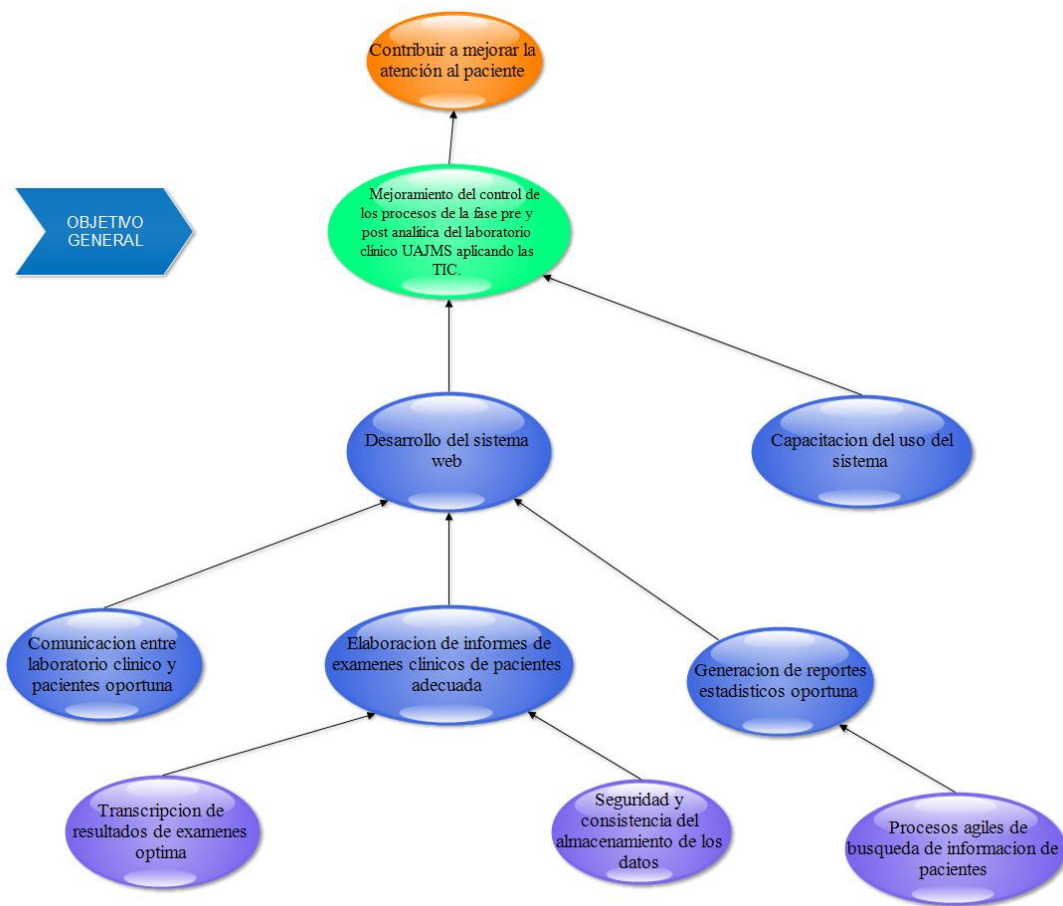 Contribuir a mejorar la
atención al paciente
OBJETIVO
GENERAL
Mejoramiento del control de
los procesos de la fase pre y
post analítica del laboratorio
clínico UAJMS aplicando las
TIC.
Desarrollo del sistema
web
Capacitacion del uso del
sistema
Comunicacion entre
laboratorio clinico y
pacientes oportuna
Elaboracion de informes de
examenes clinicos de pacientes
adecuada
Generacion de reportes
estadisticos oportuna
Transcripcion de
resultados de examenes
optima
Seguridad y
consistencia del
almacenamiento de los
datos
Procesos agiles de
busqueda de informacion de
pacientes